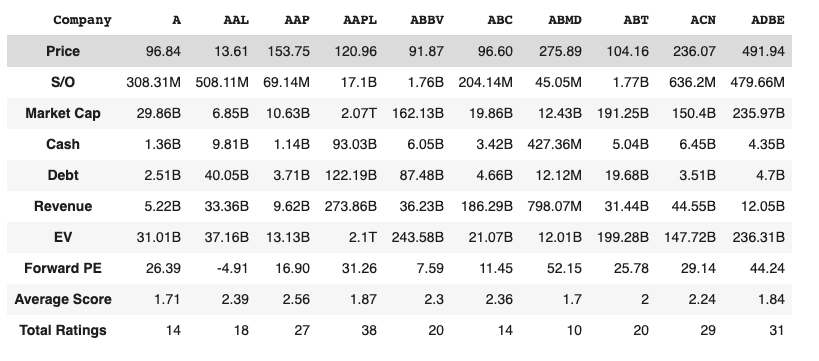 Company A AAL AAP AAPL ABBV ABC ABMD ABT ACN ADBE
Price 96.84 13.61 153.75 120.96 91.87 96.60 275.89 104.16 236.07 491.94
S/O 308.31M 508.11M 69.14M 17.1B 1.76B 204.14M 45.05M 1.77B 636.2M 479.66M
Market Cap 29.86B 6.85B 10.63B 2.07T 162.13B 19.86B 12.43B 191.25B 150.4B 235.97B
Cash 1.36B 9.81B 1.14B 93.03B 6.05B 3.42B 427.36M 5.04B 6.45B 4.35B
Debt 2.51B 40.05B 3.71B 122.19B 87.48B 4.66B 12.12M 19.68B 3.51B 4.7B
Revenue 5.22B 33.36B 9.62B 273.86B 36.23B 186.29B 798.07M 31.44B 44.55B 12.05B
EV 31.01B 37.16B 13.13B 2.1T 243.58B 21.07B 12.01B 199.28B 147.72B 236.31B
Forward PE 26.39 -4.91 16.90 31.26 7.59 11.45 52.15 25.78 29.14 44.24
Average Score 1.71 2.39 2.56 1.87 2.3 2.36 1.7 2 2.24 1.84
Total Ratings 14 18 27 38 20 14 10 20 29 31